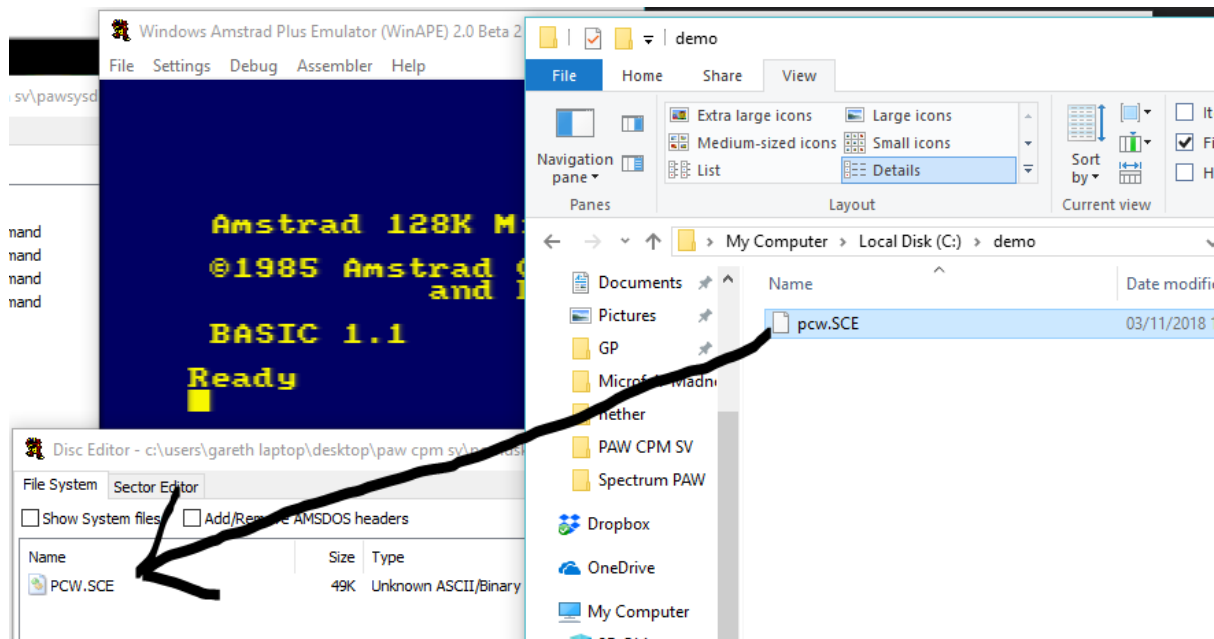 Windows Amstrad Plus Emulator (WinAPE) 2.0 Beta 2
File Settings Debug Assembler Help
sv\pawsysd
mand
mand
mand
mand
Amstrad 128K M
©1985 Amstrad
and
BASIC 1.1
Ready
Disc Editor - c:\users\gareth laptop\desktop\paw cpm sv\
File System Sector Editor
Show System files Add/Remove AMSDOS headers
Name Size Type
PCW.SCE 49K Unknown ASCII/Binary
demo
File Home Share View
Extra large icons Large icons
Medium-sized icons Small icons
List Details
Navigation pane
Sort by
It
Fi
H
Panes Layout Current view
My Computer > Local Disk (C:) > demo
Name Date modifi
pcw.SCE 03/11/2018 1
Documents
Pictures
GP
nether
PAW CPM SV
Spectrum PAW
Dropbox
OneDrive
My Computer